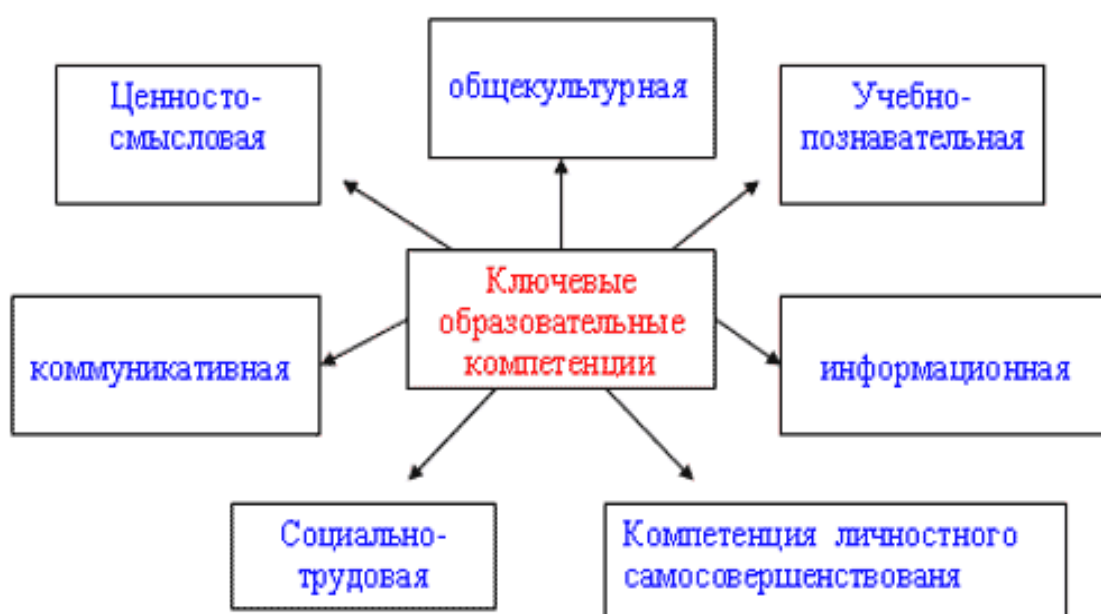 Ценносто-
смысловая
общекультурная
Учебно-
познавательная
Ключевые
образовательные
компетенции
коммуникативная
информационная
Социально-
трудовая
Компетенция личностного
самосовершенствованя